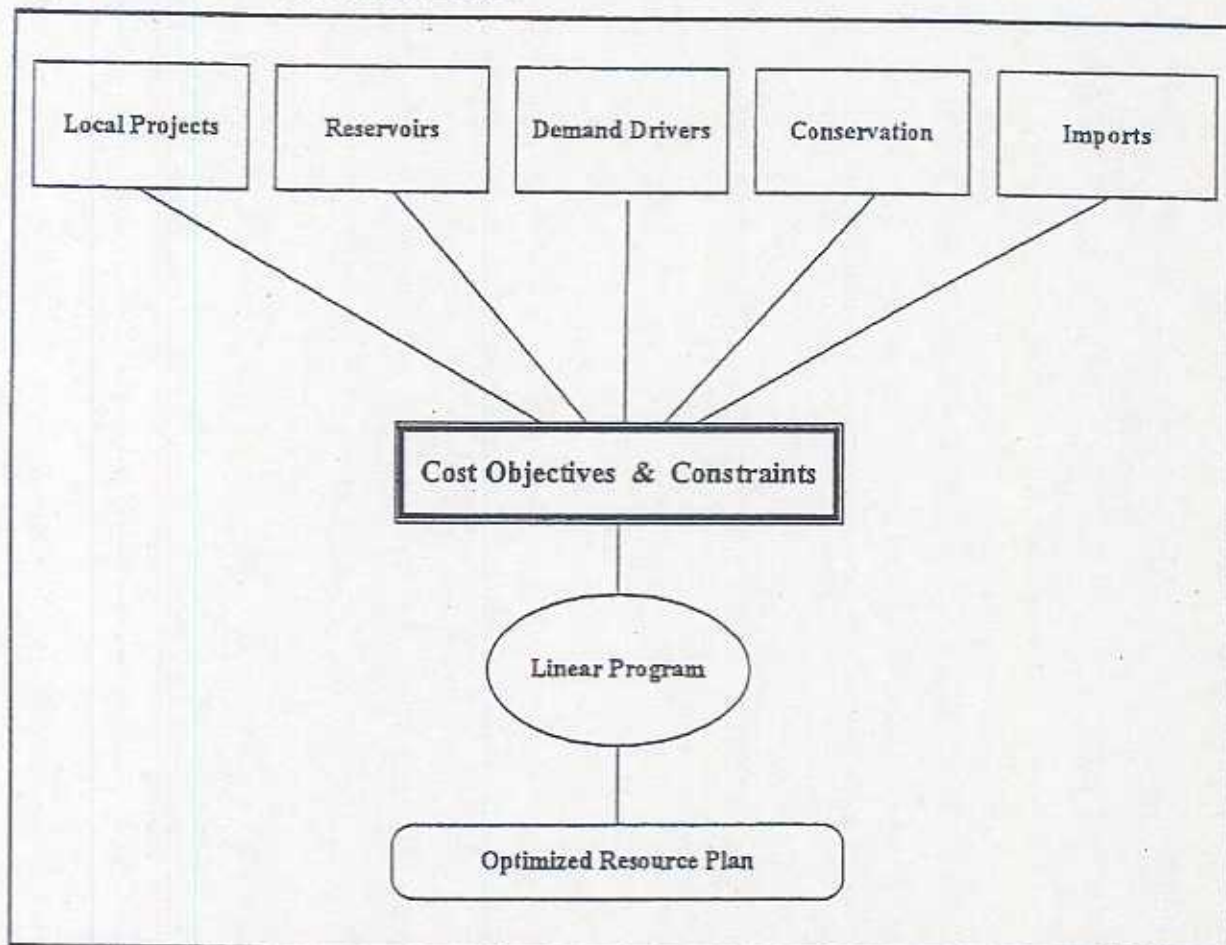 Local Projects
Reservoirs
Demand Drivers
Conservation
Imports
Cost Objectives & Constraints
Linear Program
Optimized Resource Plan